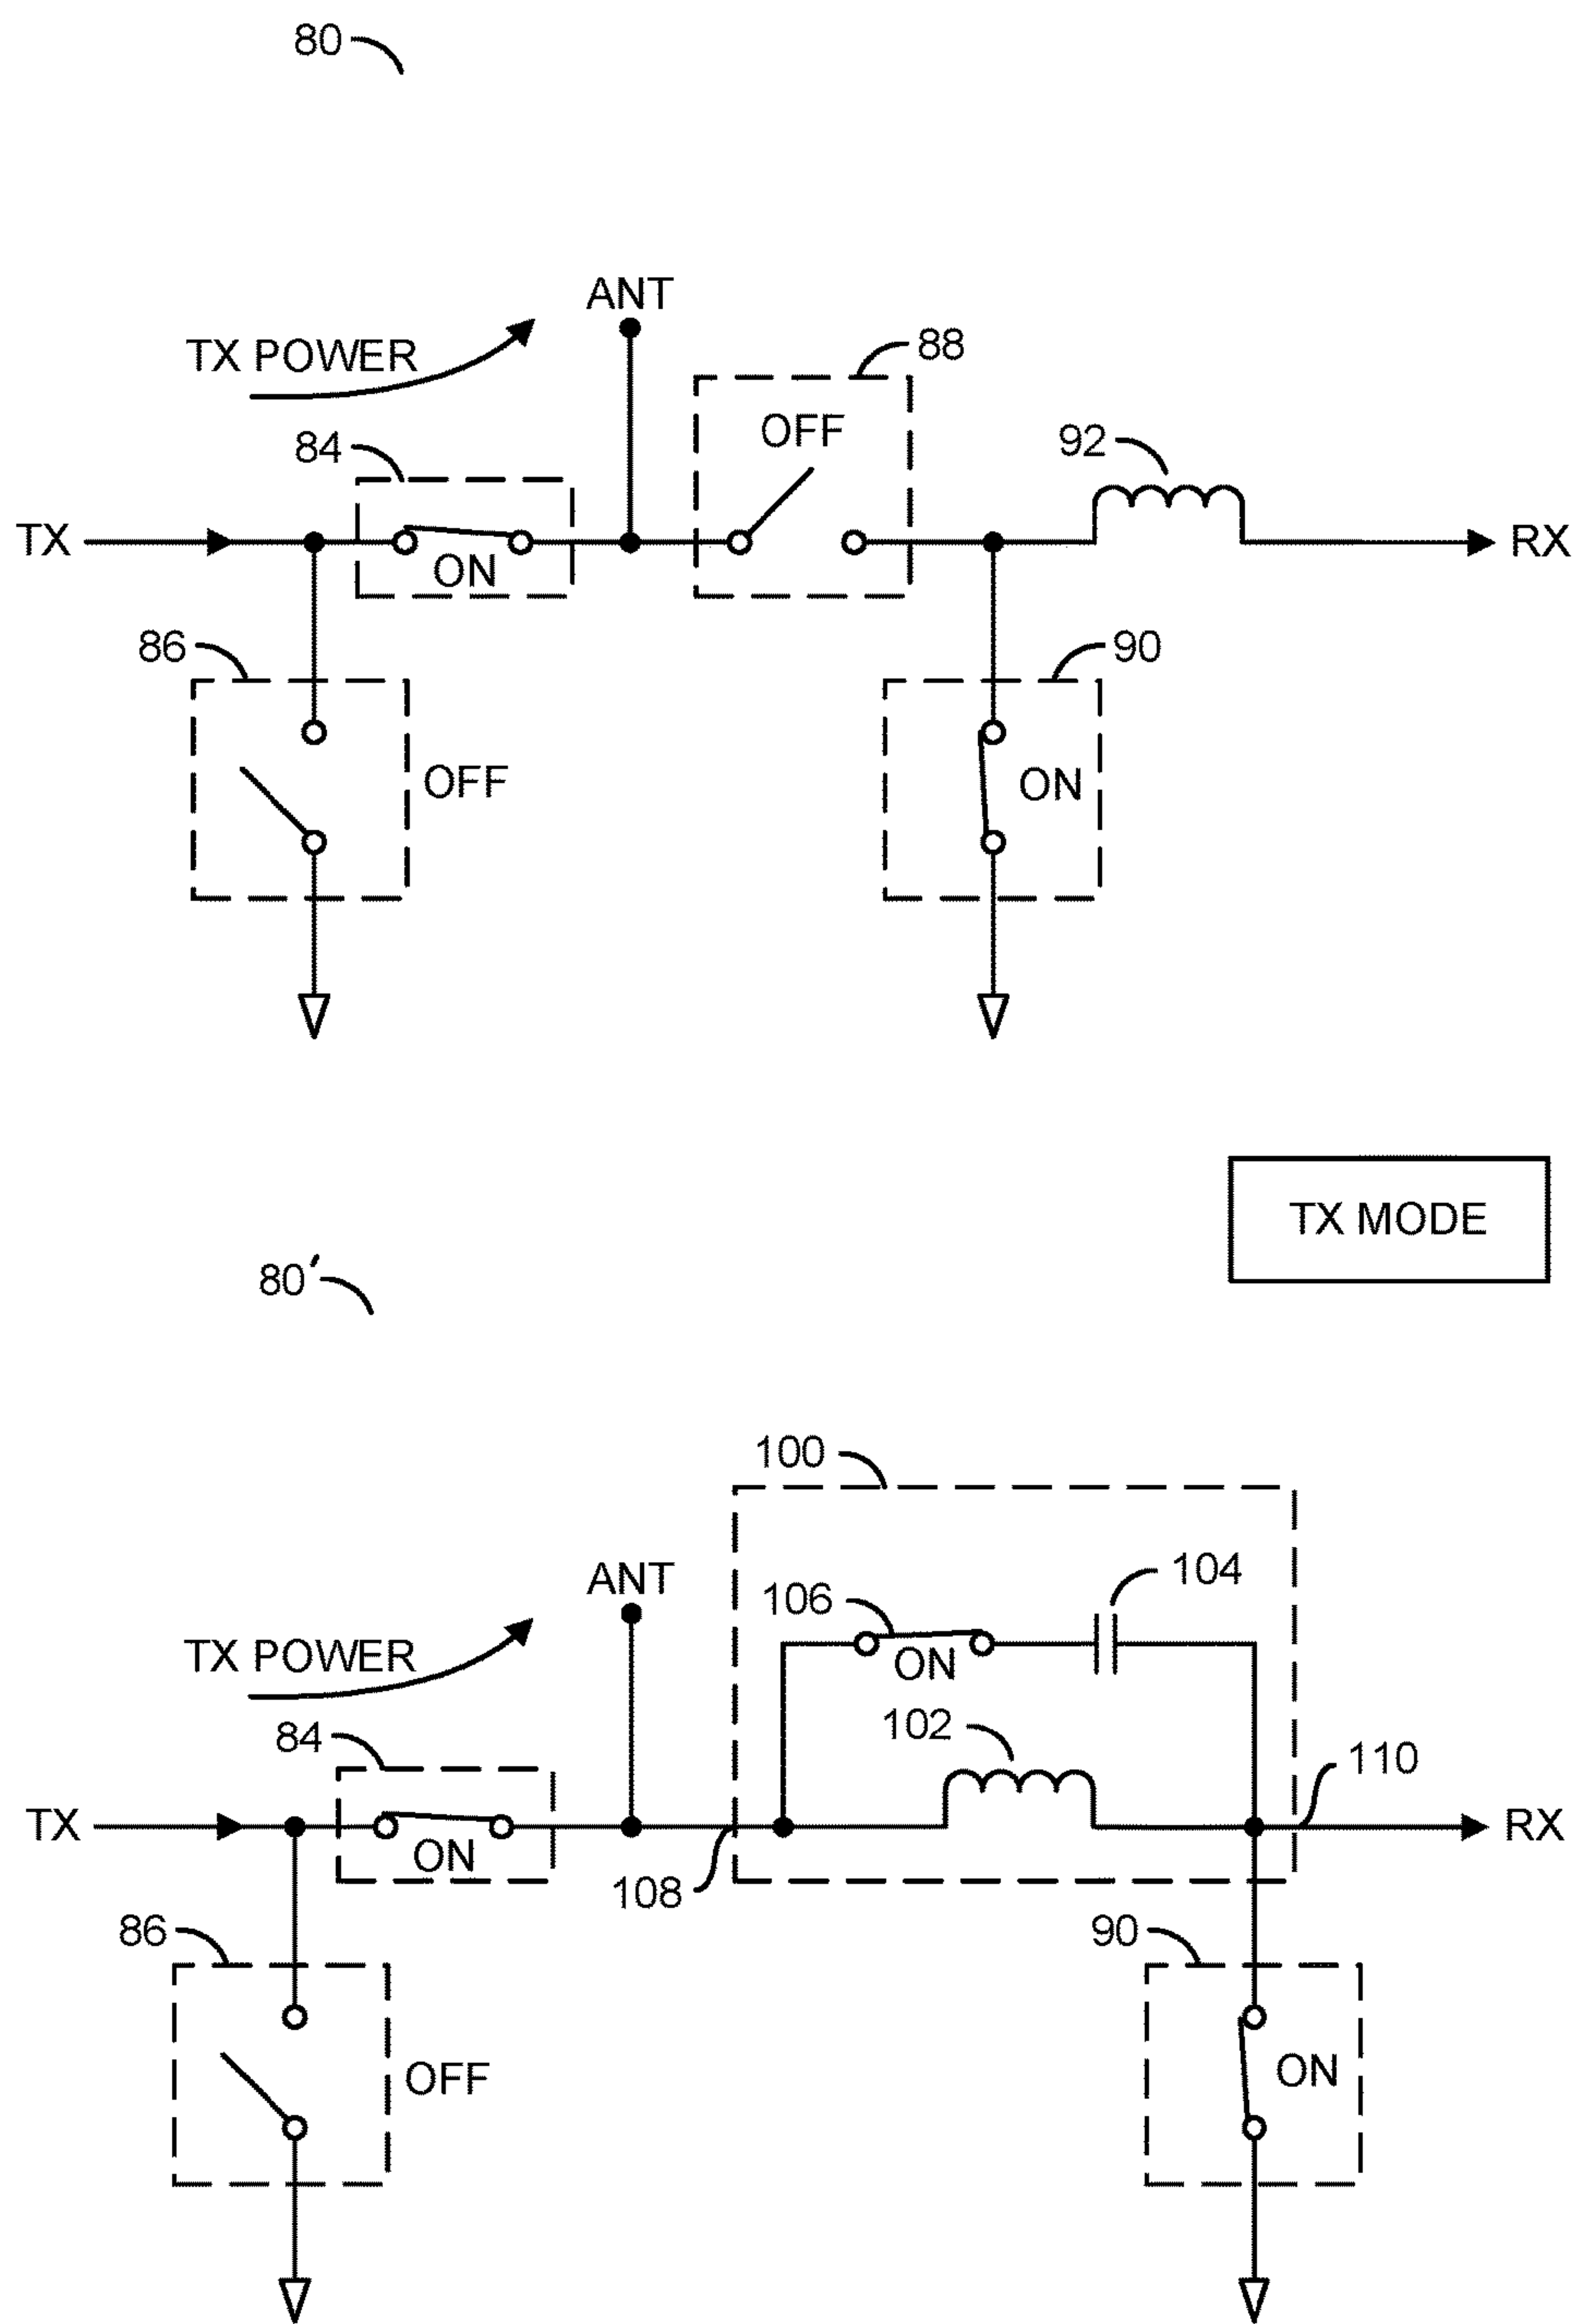 80
ANT
TX POWER
88
OFF
84
92
TX
ON
RX
86
90
OFF
ON
TX MODE
80′
100
ANT
104
106
ON
TX POWER
102
84
110
TX
ON
RX
108
86
90
OFF
ON